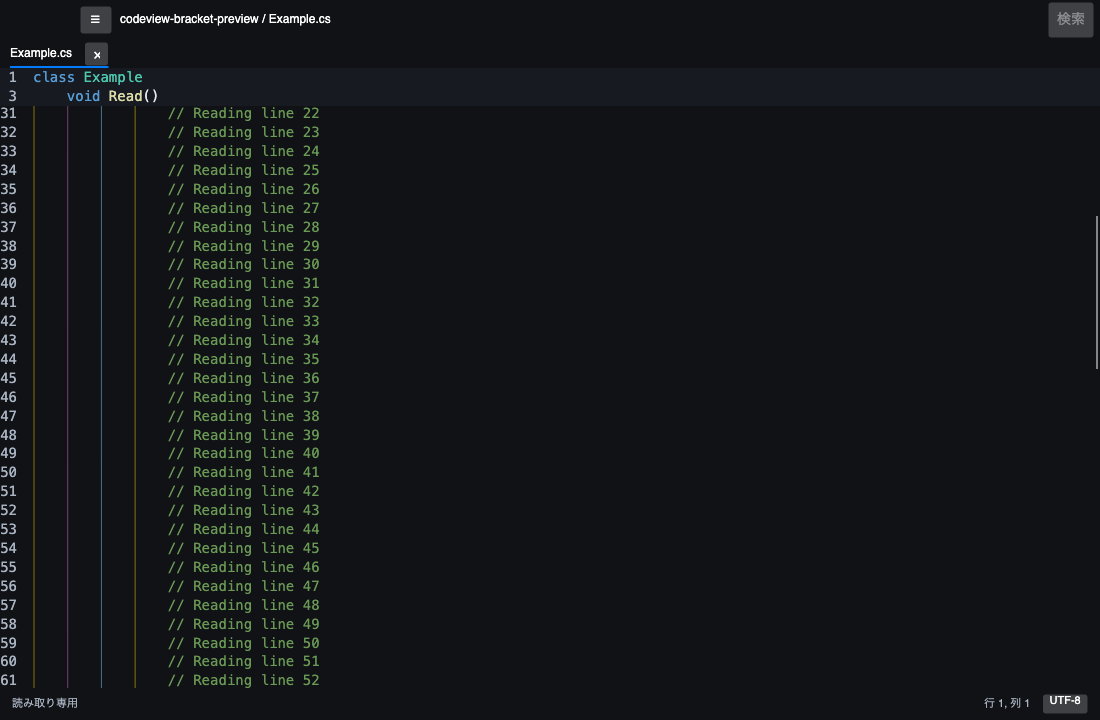 ≡ codeview-bracket-preview / Example.cs 検索
Example.cs ×
1 class Example
3 void Read()
31 // Reading line 22
32 // Reading line 23
33 // Reading line 24
34 // Reading line 25
35 // Reading line 26
36 // Reading line 27
37 // Reading line 28
38 // Reading line 29
39 // Reading line 30
40 // Reading line 31
41 // Reading line 32
42 // Reading line 33
43 // Reading line 34
44 // Reading line 35
45 // Reading line 36
46 // Reading line 37
47 // Reading line 38
48 // Reading line 39
49 // Reading line 40
50 // Reading line 41
51 // Reading line 42
52 // Reading line 43
53 // Reading line 44
54 // Reading line 45
55 // Reading line 46
56 // Reading line 47
57 // Reading line 48
58 // Reading line 49
59 // Reading line 50
60 // Reading line 51
61 // Reading line 52
読み取り専用 行 1, 列 1 UTF-8